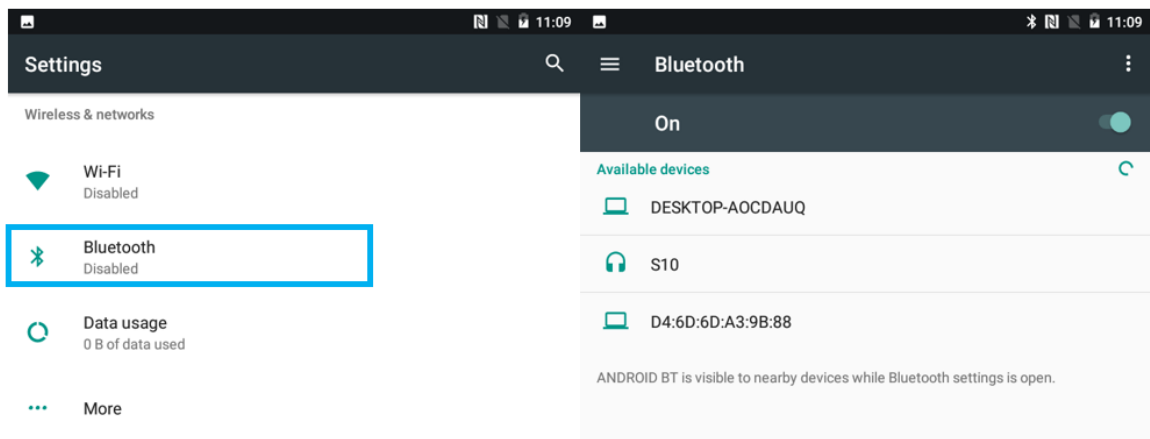 11:09
Settings
Wireless & networks
Wi-Fi
Disabled
Bluetooth
Disabled
Data usage
0 B of data used
More
11:09
Bluetooth
On
Available devices
DESKTOP-AOCDAUQ
S10
D4:6D:6D:A3:9B:88
ANDROID BT is visible to nearby devices while Bluetooth settings is open.